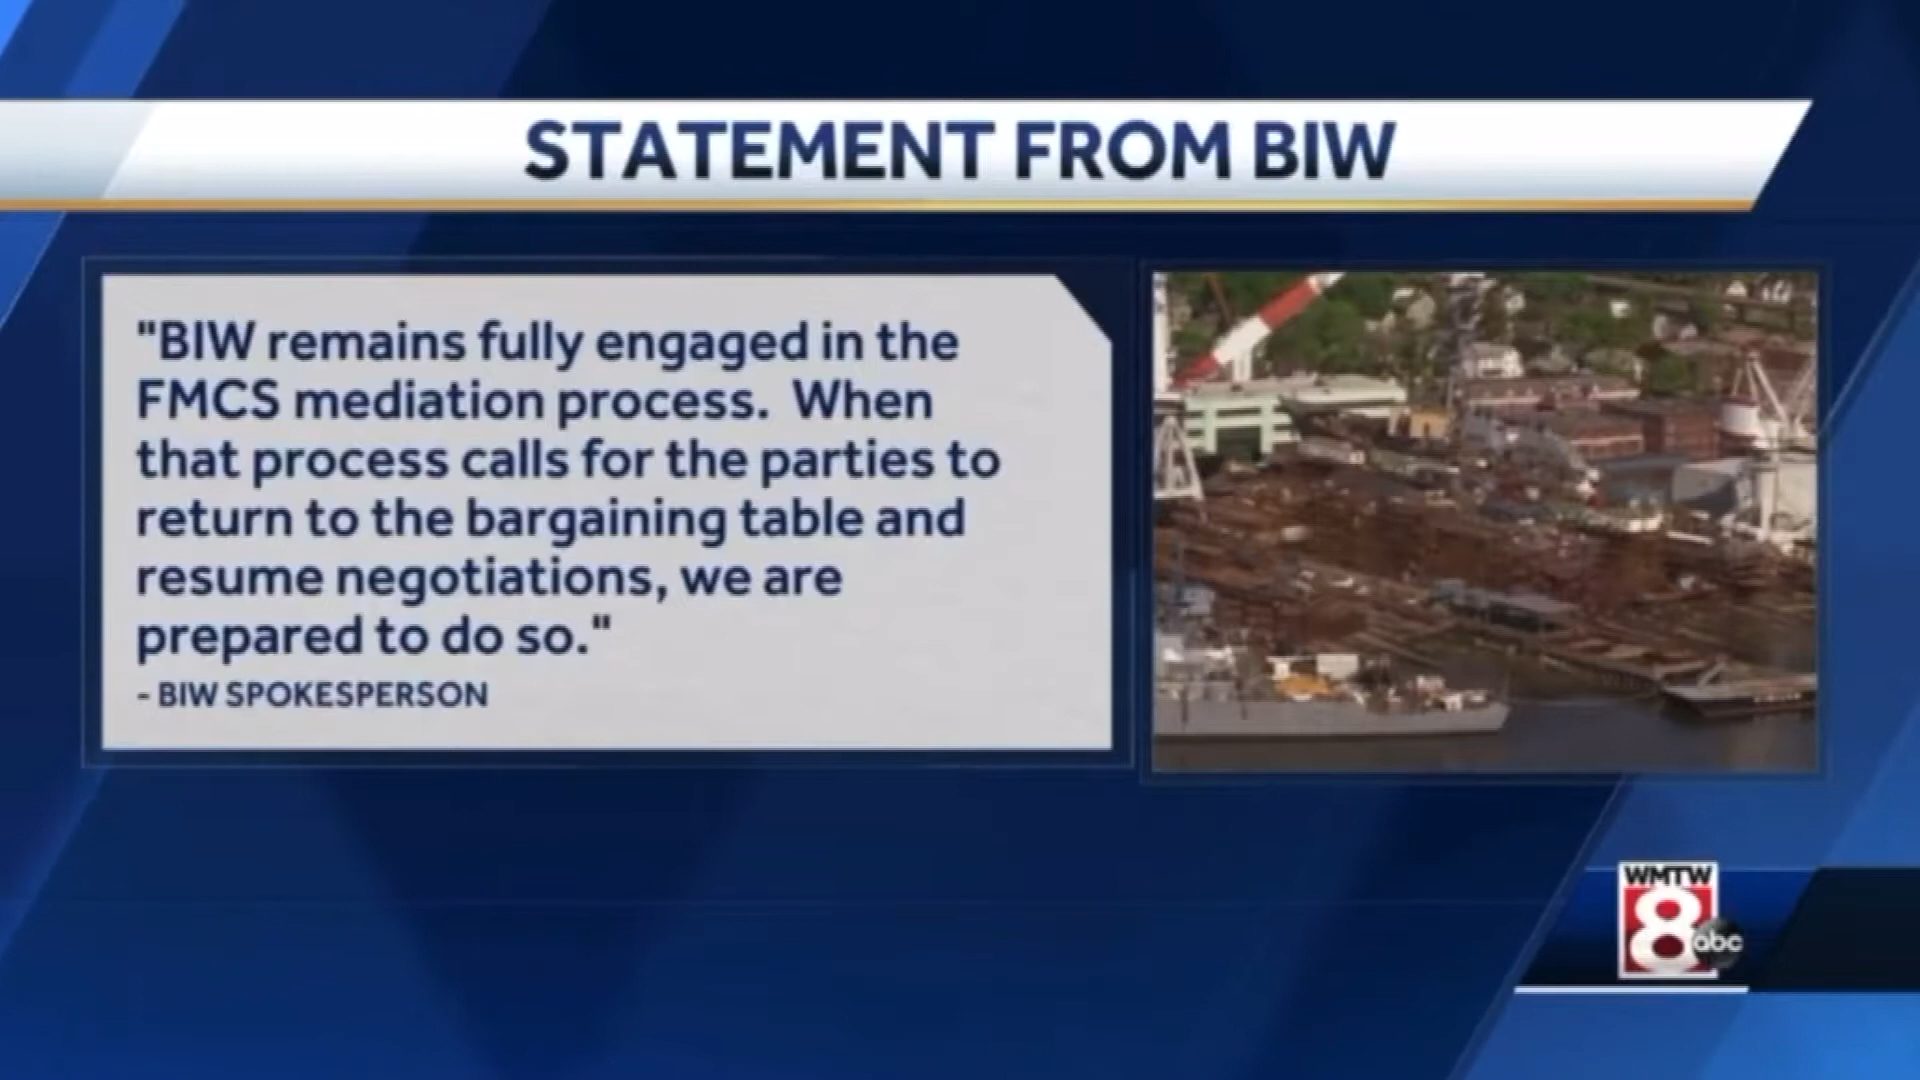 STATEMENT FROM BIW
"BIW remains fully engaged in the
FMCS mediation process.  When
that process calls for the parties to
return to the bargaining table and
resume negotiations, we are
prepared to do so."
- BIW SPOKESPERSON
WMTW
8
abc